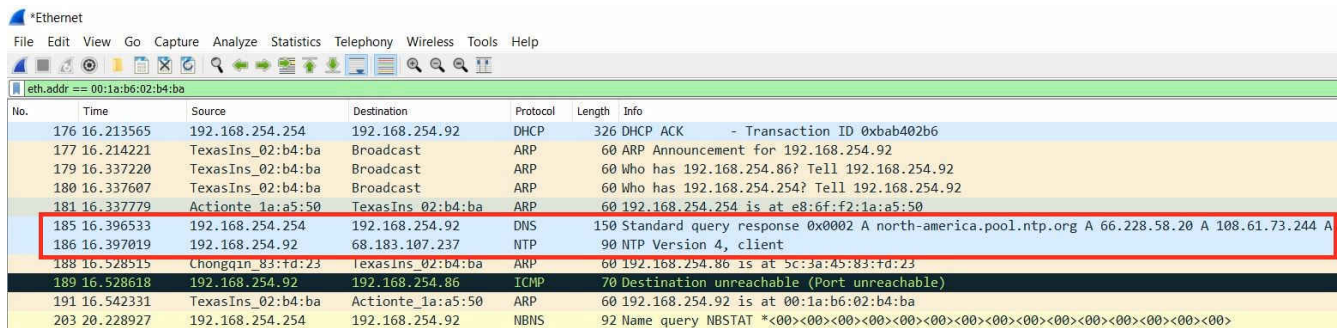 *Ethernet
File Edit View Go Capture Analyze Statistics Telephony Wireless Tools Help
eth.addr == 00:1a:b6:02:b4:ba
No. Time Source Destination Protocol Length Info
176 16.213565 192.168.254.254 192.168.254.92 DHCP 326 DHCP ACK - Transaction ID 0xbab402b6
177 16.214221 TexasIns_02:b4:ba Broadcast ARP 60 ARP Announcement for 192.168.254.92
179 16.337220 TexasIns_02:b4:ba Broadcast ARP 60 Who has 192.168.254.86? Tell 192.168.254.92
180 16.337607 TexasIns_02:b4:ba Broadcast ARP 60 Who has 192.168.254.254? Tell 192.168.254.92
181 16.337779 Actionte_1a:a5:50 TexasIns_02:b4:ba ARP 60 192.168.254.254 is at e8:6f:f2:1a:a5:50
185 16.396533 192.168.254.254 192.168.254.92 DNS 150 Standard query response 0x0002 A north-america.pool.ntp.org A 66.228.58.20 A 108.61.73.244 A
186 16.397019 192.168.254.92 68.183.107.237 NTP 90 NTP Version 4, client
188 16.528515 Chongqin_83:fd:23 TexasIns_02:b4:ba ARP 60 192.168.254.86 is at 5c:3a:45:83:fd:23
189 16.528618 192.168.254.92 192.168.254.86 ICMP 70 Destination unreachable (Port unreachable)
191 16.542331 TexasIns_02:b4:ba Actionte_1a:a5:50 ARP 60 192.168.254.92 is at 00:1a:b6:02:b4:ba
203 20.228927 192.168.254.254 192.168.254.92 NBNS 92 Name query NBSTAT *<00><00><00><00><00><00><00><00><00><00><00><00><00><00><00>